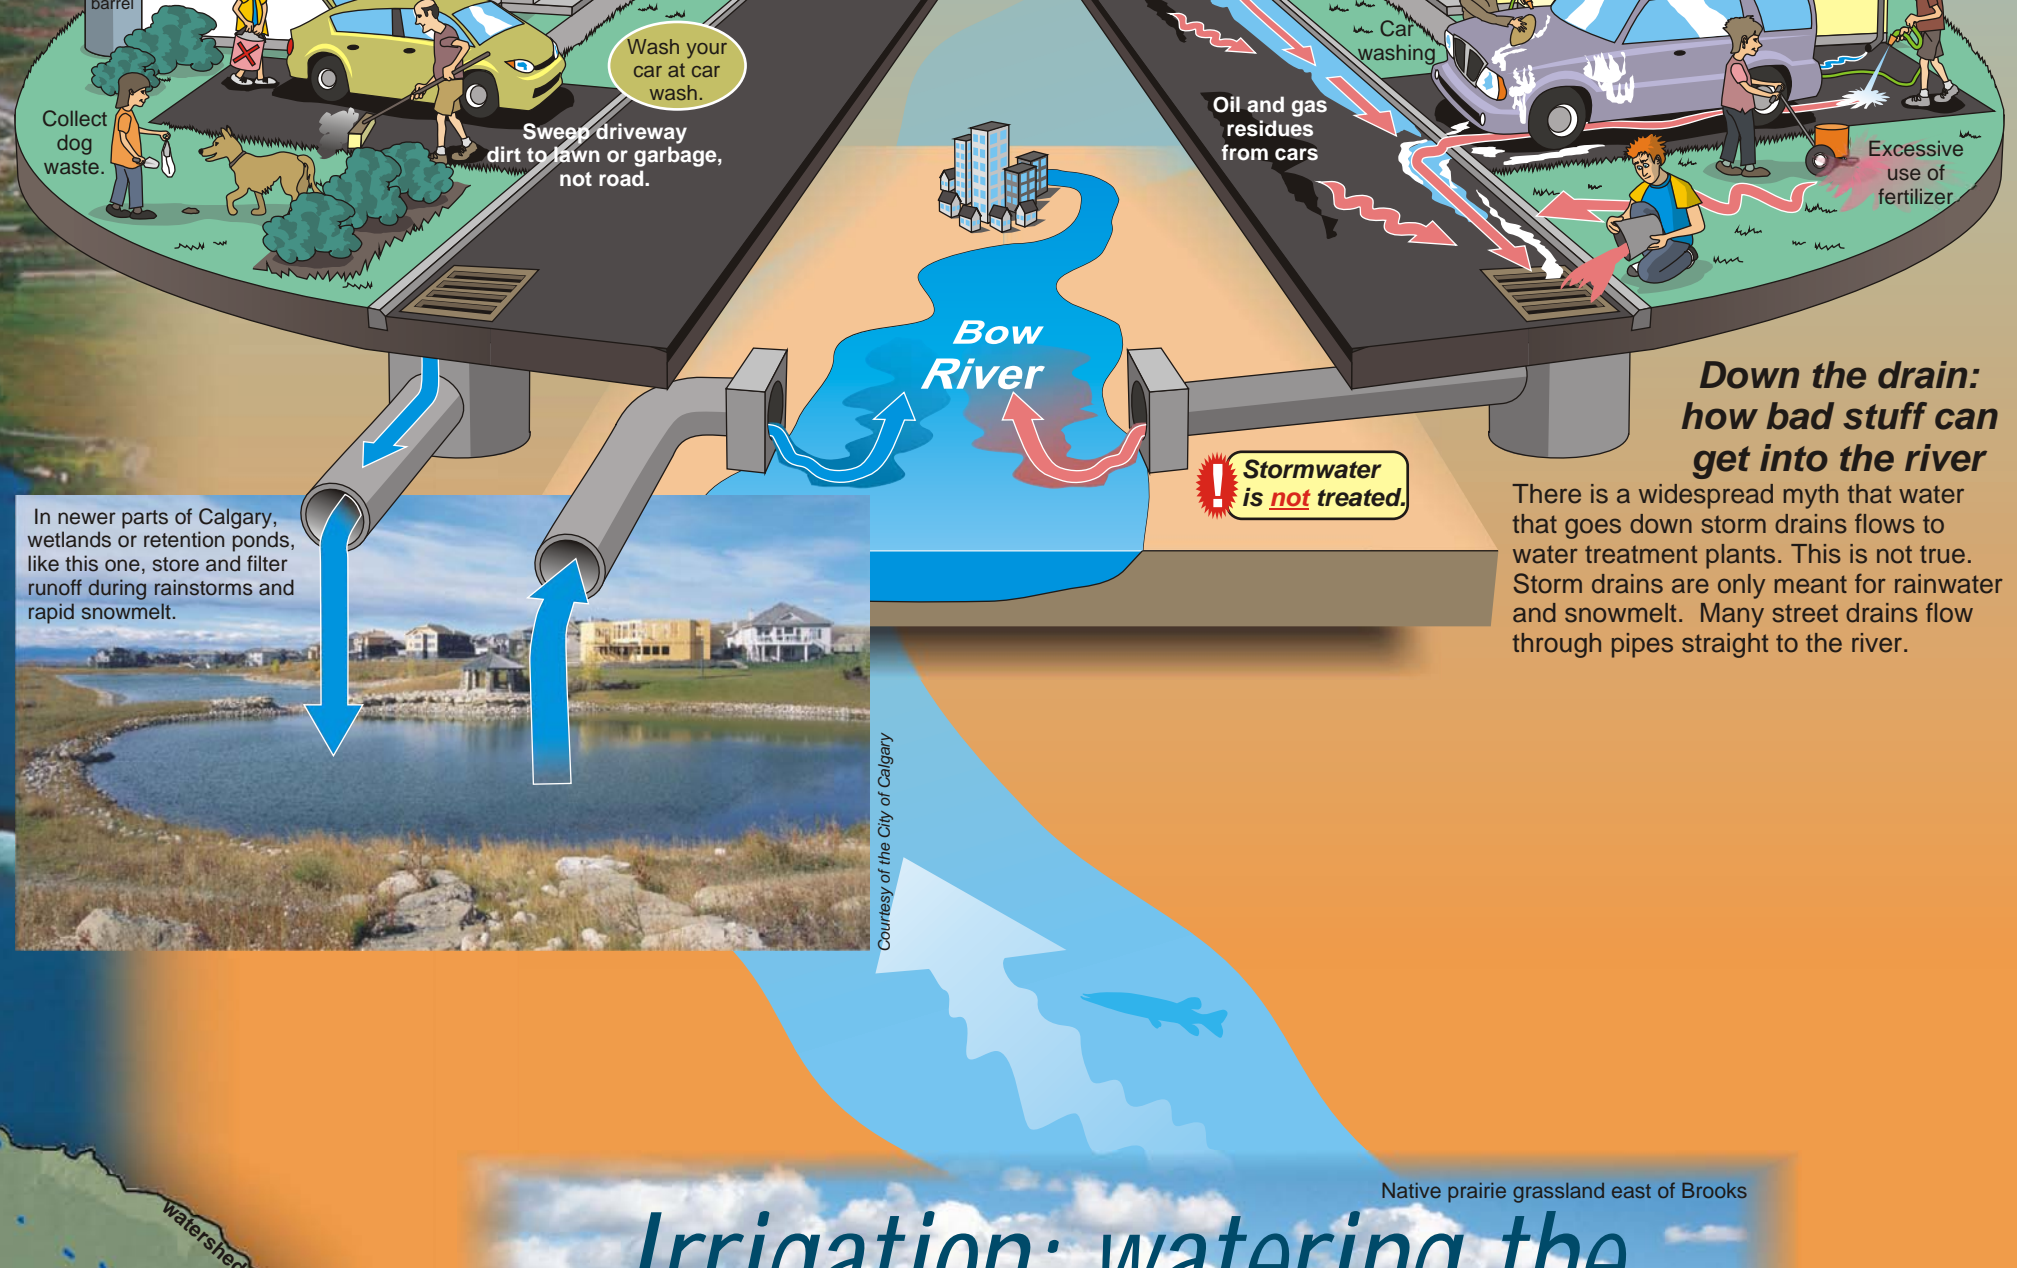 barrel
Collect
dog
waste.
Wash your
car at car
wash.
Sweep driveway
dirt to lawn or garbage,
not road.
Car
washing
Oil and gas
residues
from cars
Excessive
use of
fertilizer
Bow
River
Stormwater
is not treated.
Down the drain:
how bad stuff can
get into the river
There is a widespread myth that water
that goes down storm drains flows to
water treatment plants. This is not true.
Storm drains are only meant for rainwater
and snowmelt.  Many street drains flow
through pipes straight to the river.
In newer parts of Calgary,
wetlands or retention ponds,
like this one, store and filter
runoff during rainstorms and
rapid snowmelt.
Courtesy of the City of Calgary
Native prairie grassland east of Brooks
Irrigation: watering the
watershed